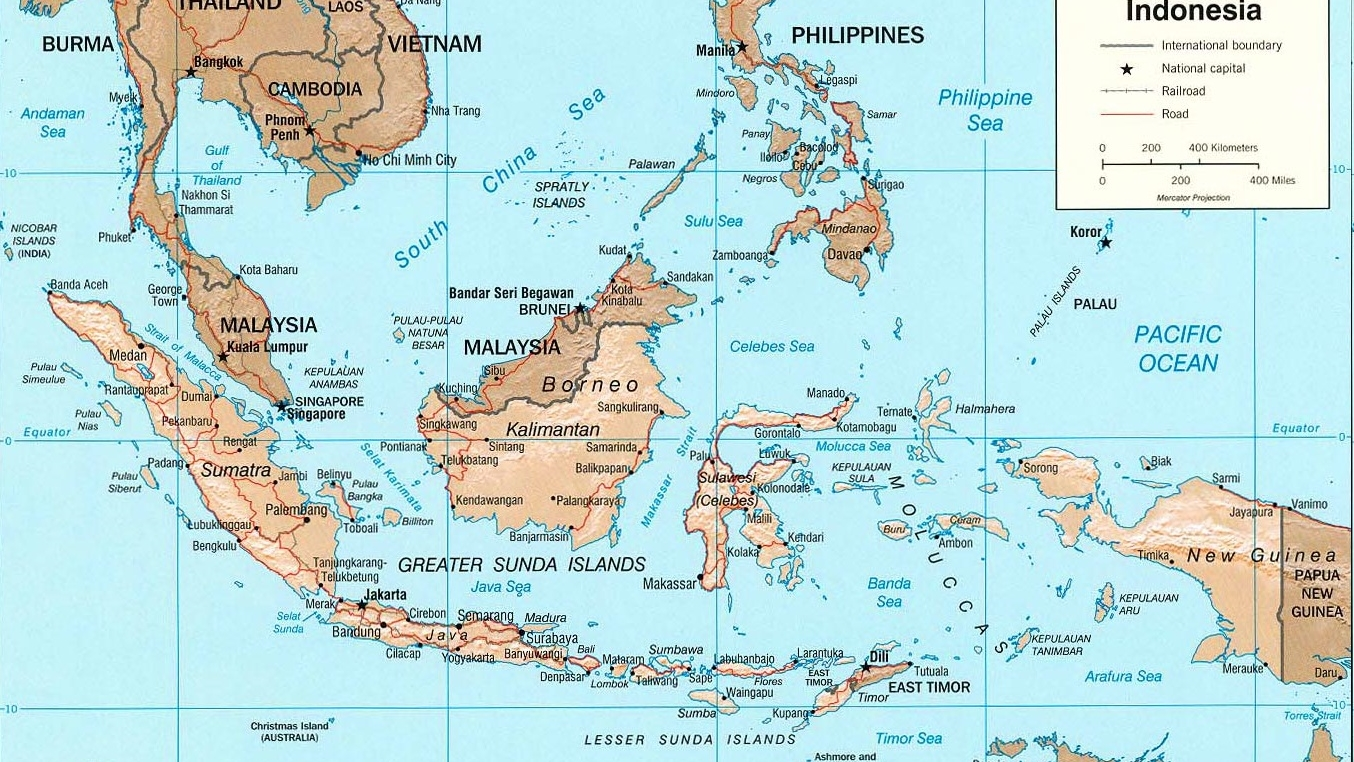 THAILAND
LAOS
Da Nang
BURMA
VIETNAM
Bangkok
CAMBODIA
Myeik
Phnom
Penh
Nha Trang
Andaman
Sea
Ho Chi Minh City
Gulf
of
Thailand
Nakhon Si
Thammarat
NICOBAR
ISLANDS
(INDIA)
Phuket
South China Sea
SPRATLY
ISLANDS
Manila
PHILIPPINES
Legaspi
Mindoro
Samar
Panay
Iloilo
Bacolod
Cebu
Palawan
Negros
Surigao
Sulu Sea
Mindanao
Zamboanga
Davao
Philippine
Sea
Indonesia
International boundary
National capital
Railroad
Road
0 200 400 Kilometers
0 200 400 Miles
Mercator Projection
10
10
Koror
PALAU ISLANDS
PALAU
PACIFIC
OCEAN
Banda Aceh
Kota Baharu
George
Town
MALAYSIA
Kuala Lumpur
Strait of Malacca
Medan
Pulau
Simeulue
Rantauprapat
Dumai
SINGAPORE
Singapore
KEPULAUAN
ANAMBAS
PULAU-PULAU
NATUNA
BESAR
Kudat
Sandakan
Kota
Kinabalu
Bandar Seri Begawan
BRUNEI
MALAYSIA
Sibu
Kuching
Borneo
Celebes Sea
Pulau
Nias
Pekanbaru
Equator
0
Rengat
Padang
Sumatra
Jambi
Pulau
Siberut
Belinyu
Pulau
Bangka
Palembang
Toboali
Billiton
Lubuklinggau
Bengkulu
Selat Karimata
Singkawang
Pontianak
Telukbatang
Sintang
Kalimantan
Sangkulirang
Samarinda
Balikpapan
Kendawangan
Palangkaraya
Banjarmasin
Makassar Strait
Manado
Kotamobagu
Gorontalo
Ternate
Halmahera
Molucca Sea
Palu
Luwuk
KEPULAUAN
SULA
Sulawesi
(Celebes)
Kolonodale
Malili
Kolaka
Kendari
Makassar
MOLUCCAS
Buru
Ceram
Ambon
Sorong
Biak
Equator
0
Sarmi
Jayapura
Vanimo
Timika
New Guinea
PAPUA
NEW
GUINEA
Tanjungkarang-
Telukbetung
GREATER SUNDA ISLANDS
Java Sea
Merak
Jakarta
Selat
Sunda
Bandung
Cirebon
Semarang
Madura
Java
Surabaya
Cilacap
Yogyakarta
Banyuwangi
Bali
Denpasar
Mataram
Lombok
Sumbawa
Taliwang
Sape
Labuhanbajo
Larantuka
Flores
Waingapu
Sumba
Banda
Sea
KEPULAUAN
ARU
KEPULAUAN
TANIMBAR
Dili
EAST
TIMOR
Tutuala
EAST TIMOR
Timor
Kupang
Arafura Sea
Merauke
Daru
10
10
Torres Strait
Christmas Island
(AUSTRALIA)
LESSER SUNDA ISLANDS
Timor Sea
Ashmore and